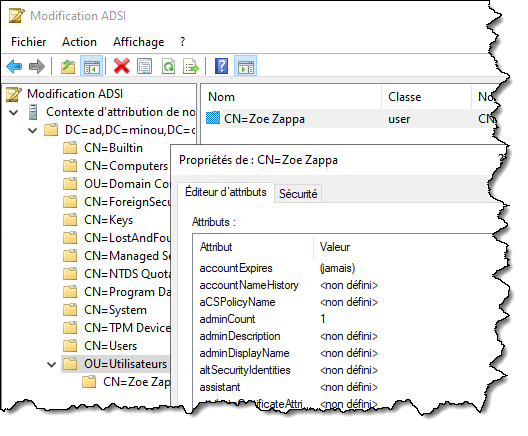 Modification ADSI
Fichier Action Affichage ?
Modification ADSI
Contexte d'attribution de no
DC=ad,DC=minou,DC=c
CN=Builtin
CN=Computers
OU=Domain Con
CN=ForeignSecur
CN=Keys
CN=LostAndFou
CN=Managed Se
CN=NTDS Quota
CN=Program Da
CN=System
CN=TPM Device
CN=Users
OU=Utilisateurs
CN=Zoe Zap
Nom Classe No
CN=Zoe Zappa user CN
Propriétés de : CN=Zoe Zappa
Éditeur d'attributs Sécurité
Attributs :
Attribut Valeur
accountExpires (jamais)
accountNameHistory <non défini>
aCSPolicyName <non défini>
adminCount 1
adminDescription <non défini>
adminDisplayName <non défini>
altSecurityIdentities <non défini>
assistant <non défini>
<non défini>